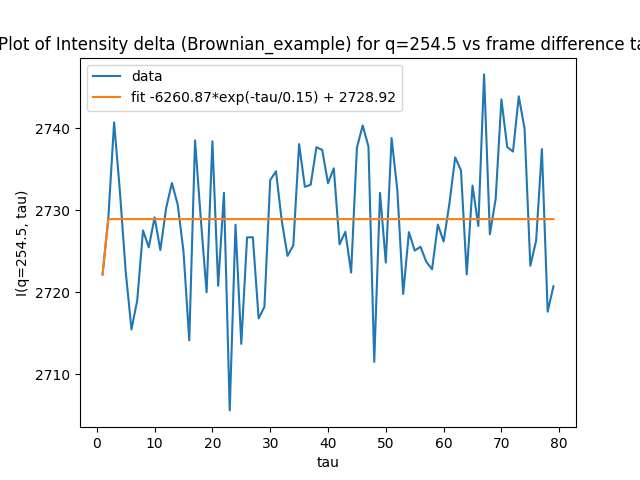 Plot of Intensity delta (Brownian_example) for q=254.5 vs frame difference
data
fit -6260.87*exp(-tau/0.15) + 2728.92
I(q=254.5, tau)
2740
2730
2720
2710
0 10 20 30 40 50 60 70 80
tau